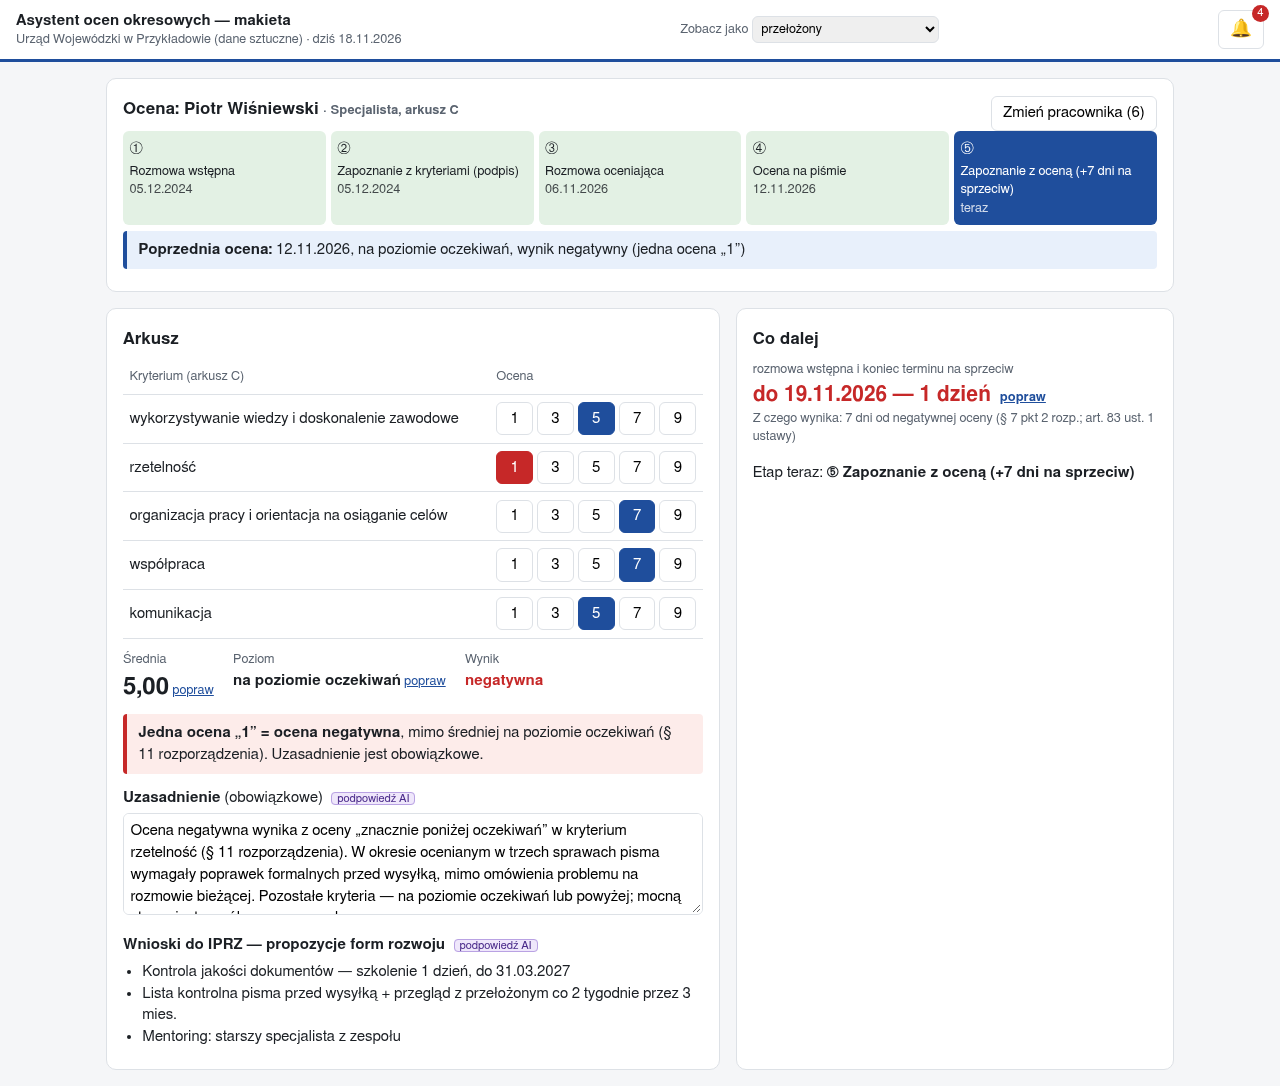 Asystent ocen okresowych — makieta
Urząd Wojewódzki w Przykładowie (dane sztuczne) · dziś 18.11.2026
Zobacz jako przełożony
4
Ocena: Piotr Wiśniewski · Specjalista, arkusz C
Zmień pracownika (6)
①
Rozmowa wstępna
05.12.2024
②
Zapoznanie z kryteriami (podpis)
05.12.2024
③
Rozmowa oceniająca
06.11.2026
④
Ocena na piśmie
12.11.2026
⑤
Zapoznanie z oceną (+7 dni na
sprzeciw)
teraz
Poprzednia ocena: 12.11.2026, na poziomie oczekiwań, wynik negatywny (jedna ocena „1”)
Arkusz
Kryterium (arkusz C) Ocena
wykorzystywanie wiedzy i doskonalenie zawodowe 1 3 5 7 9
rzetelność 1 3 5 7 9
organizacja pracy i orientacja na osiąganie celów 1 3 5 7 9
współpraca 1 3 5 7 9
komunikacja 1 3 5 7 9
Średnia
5,00 popraw
Poziom
na poziomie oczekiwań popraw
Wynik
negatywna
Jedna ocena „1” = ocena negatywna, mimo średniej na poziomie oczekiwań (§
11 rozporządzenia). Uzasadnienie jest obowiązkowe.
Uzasadnienie (obowiązkowe) podpowiedź AI
Ocena negatywna wynika z oceny „znacznie poniżej oczekiwań” w kryterium
rzetelność (§ 11 rozporządzenia). W okresie ocenianym w trzech sprawach pisma
wymagały poprawek formalnych przed wysyłką, mimo omówienia problemu na
rozmowie bieżącej. Pozostałe kryteria — na poziomie oczekiwań lub powyżej; mocną
Wnioski do IPRZ — propozycje form rozwoju podpowiedź AI
• Kontrola jakości dokumentów — szkolenie 1 dzień, do 31.03.2027
• Lista kontrolna pisma przed wysyłką + przegląd z przełożonym co 2 tygodnie przez 3
mies.
• Mentoring: starszy specjalista z zespołu
Co dalej
rozmowa wstępna i koniec terminu na sprzeciw
do 19.11.2026 — 1 dzień popraw
Z czego wynika: 7 dni od negatywnej oceny (§ 7 pkt 2 rozp.; art. 83 ust. 1
ustawy)
Etap teraz: ⑤ Zapoznanie z oceną (+7 dni na sprzeciw)